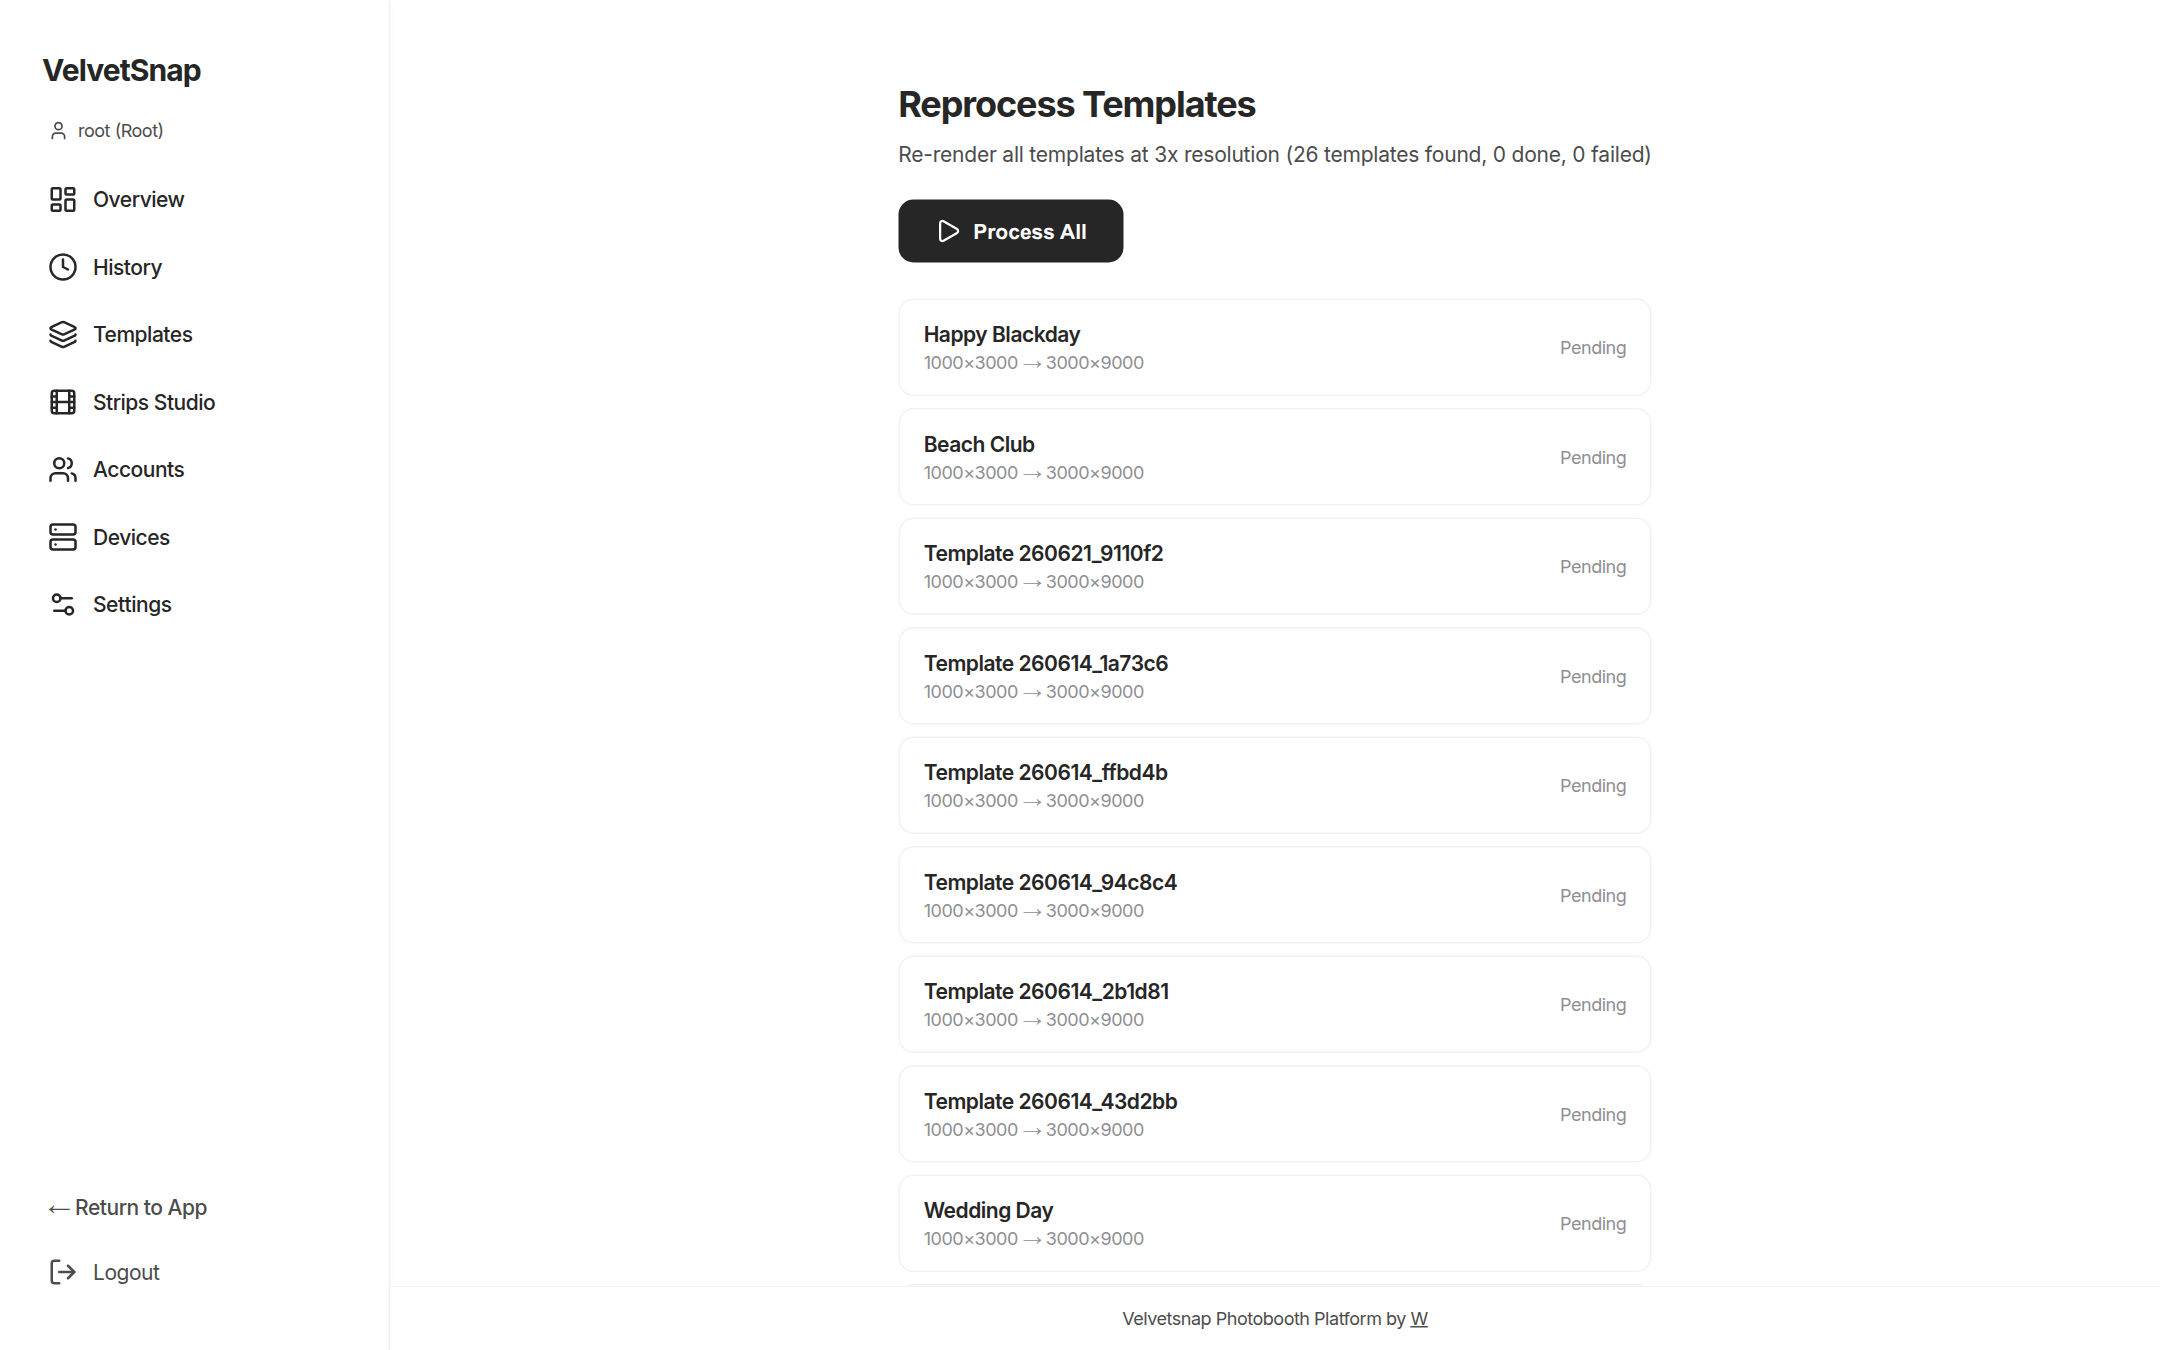 VelvetSnap
root (Root)
Overview
History
Templates
Strips Studio
Accounts
Devices
Settings
← Return to App
Logout
Reprocess Templates
Re-render all templates at 3x resolution (26 templates found, 0 done, 0 failed)
Process All
Happy Blackday
1000×3000 → 3000×9000
Pending
Beach Club
1000×3000 → 3000×9000
Pending
Template 260621_9110f2
1000×3000 → 3000×9000
Pending
Template 260614_1a73c6
1000×3000 → 3000×9000
Pending
Template 260614_ffbd4b
1000×3000 → 3000×9000
Pending
Template 260614_94c8c4
1000×3000 → 3000×9000
Pending
Template 260614_2b1d81
1000×3000 → 3000×9000
Pending
Template 260614_43d2bb
1000×3000 → 3000×9000
Pending
Wedding Day
1000×3000 → 3000×9000
Pending
Velvetsnap Photobooth Platform by W